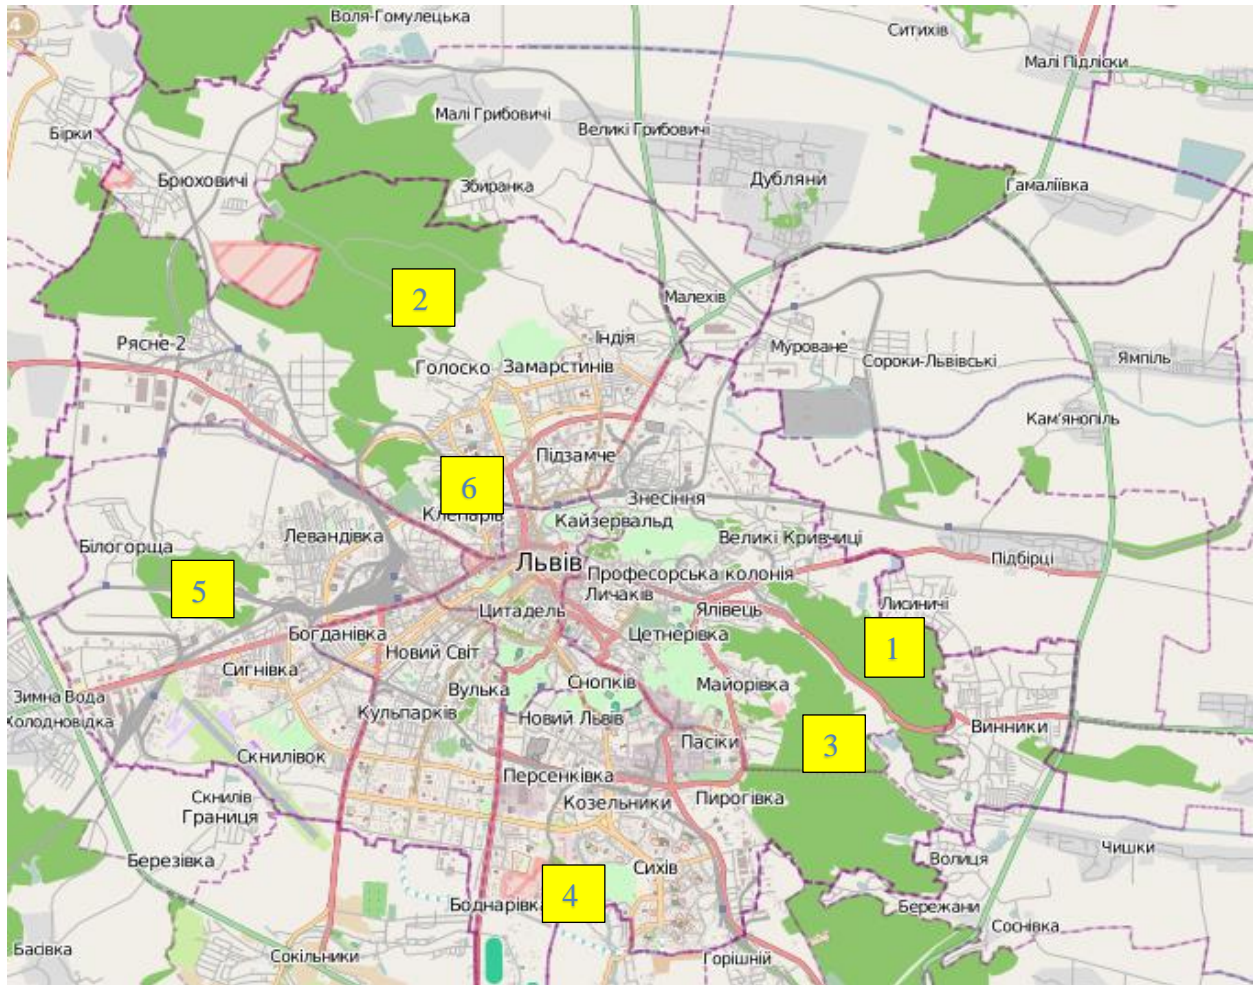 Воля-Гомулецька
Ситихів
4
Малі Підліски
Малі Грибовичі
Великі Грибовичі
Бірки
Брюховичі
Збиранка
Дубляни
Гамаліївка
2
Малехів
Рясне-2
Індія
Муроване
Сороки-Львівські
Ямпіль
Голоско
Замарстинів
Кам'янопіль
Підзамче
6
Знесіння
Клепарів
Кайзервальд
Левандівка
Великі Кривчиці
Білогорща
Підбірці
Львів
Професорська колонія
5
Личаків
Лисиничі
Цитадель
Ялівець
Богданівка
Цетнерівка
1
Новий Світ
Сигнівка
Снопків
Майорівка
Зимна Вода
Вулька
Холодновідка
Кульпарків
Новий Львів
Винники
Пасіки
3
Скнилівок
Персенківка
Скнилів
Козельники
Пирогівка
Границя
Чишки
Березівка
Волиця
Сихів
4
Боднарівка
Бережани
Соснівка
Басівка
Сокільники
Горішній